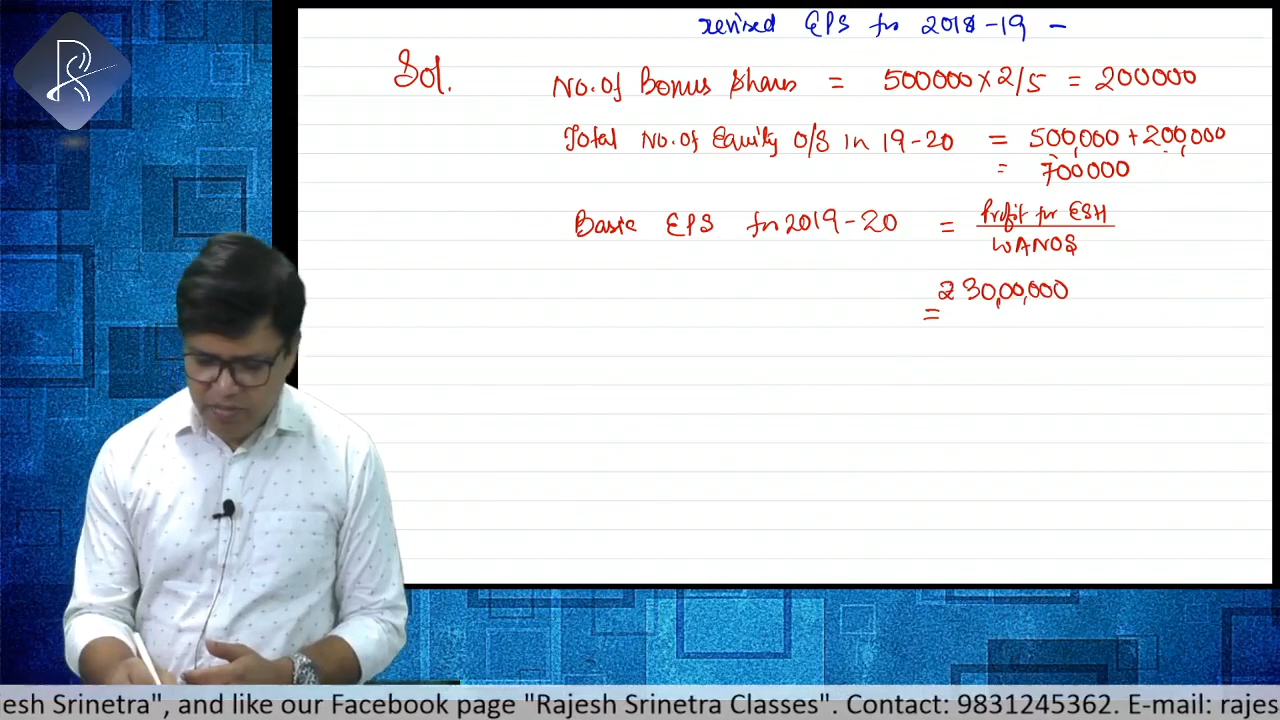 revised EPS for 2018-19 -
Sol. No. of Bonus Shares = 500000 × 2/5 = 200000
Total No. of Equity O/S in 19-20 = 500,000 + 200,000
= 700000
Basic EPS for 2019-20 = Profit for ESH
WANOS
= ₹ 30,00,000
RS
esh Srinetra", and like our Facebook page "Rajesh Srinetra Classes". Contact: 9831245362. E-mail: rajes